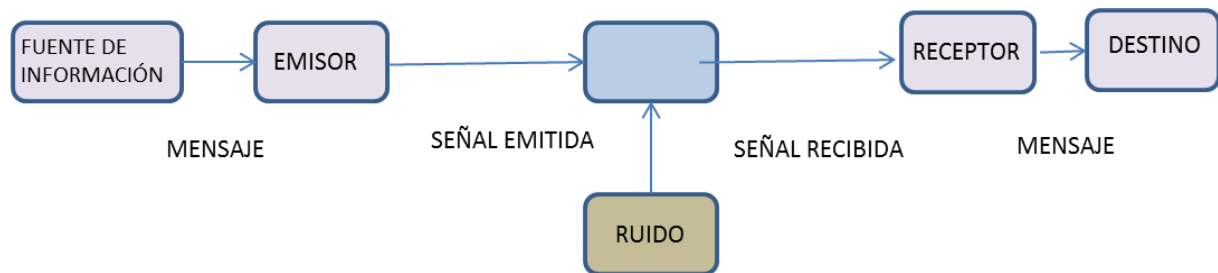 FUENTE DE
INFORMACIÓN
EMISOR
RECEPTOR
DESTINO
MENSAJE
SEÑAL EMITIDA
SEÑAL RECIBIDA
MENSAJE
RUIDO